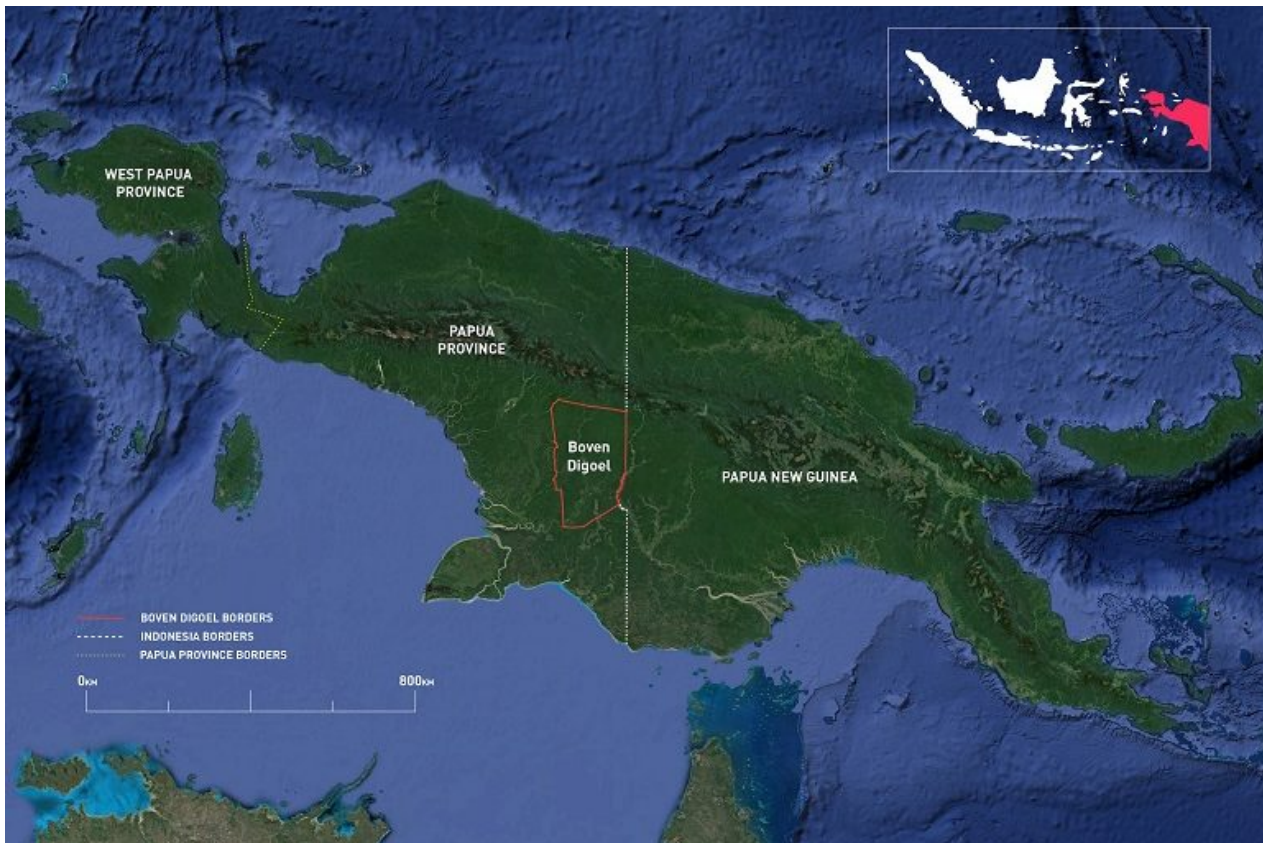 WEST PAPUA
PROVINCE
PAPUA
PROVINCE
Boven
Digoel
PAPUA NEW GUINEA
BOVEN DIGOEL BORDERS
INDONESIA BORDERS
PAPUA PROVINCE BORDERS
0KM
800KM